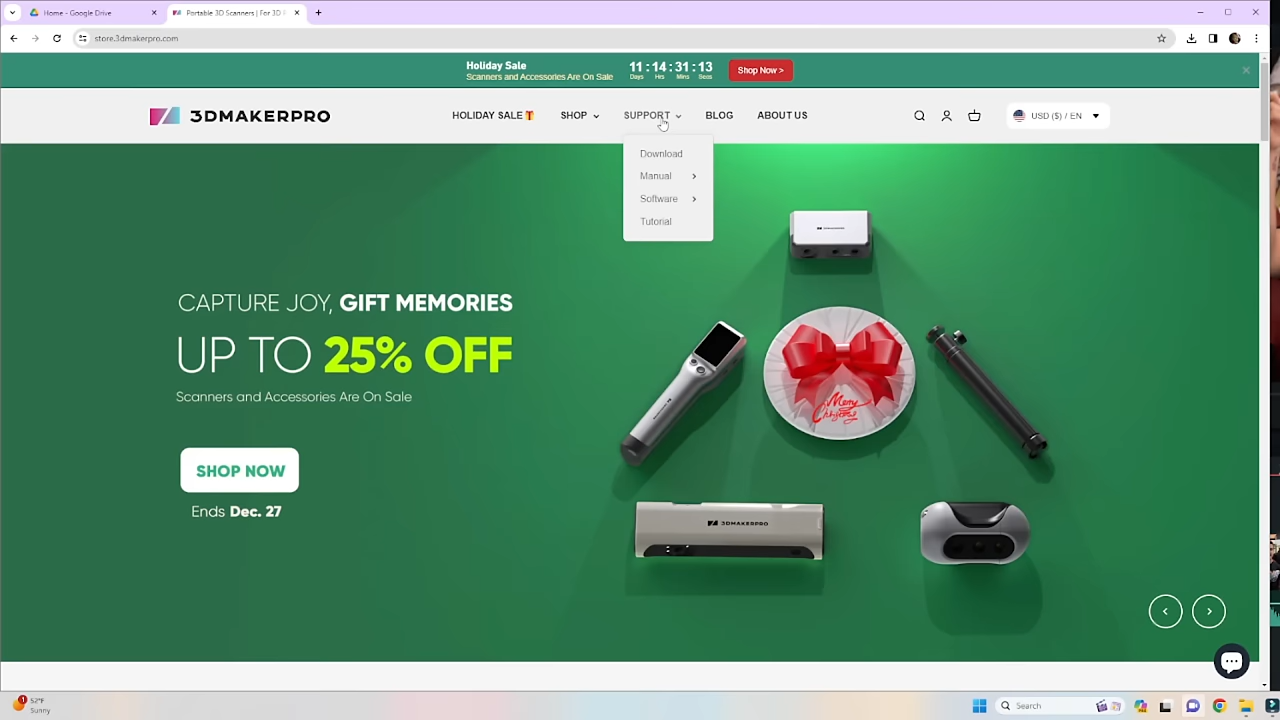 Home - Google Drive
Portable 3D Scanners | For 3D
store.3dmakerpro.com
Holiday Sale
Scanners and Accessories Are On Sale
11 : 14 : 31 : 13
Days Hrs Mins Secs
Shop Now >
3DMAKERPRO
HOLIDAY SALE
SHOP
SUPPORT
BLOG
ABOUT US
USD ($) / EN
Download
Manual
Software
Tutorial
CAPTURE JOY, GIFT MEMORIES
UP TO 25% OFF
Scanners and Accessories Are On Sale
SHOP NOW
Ends Dec. 27
Merry
Christmas
3DMAKERPRO
1
52°F
Sunny
Search